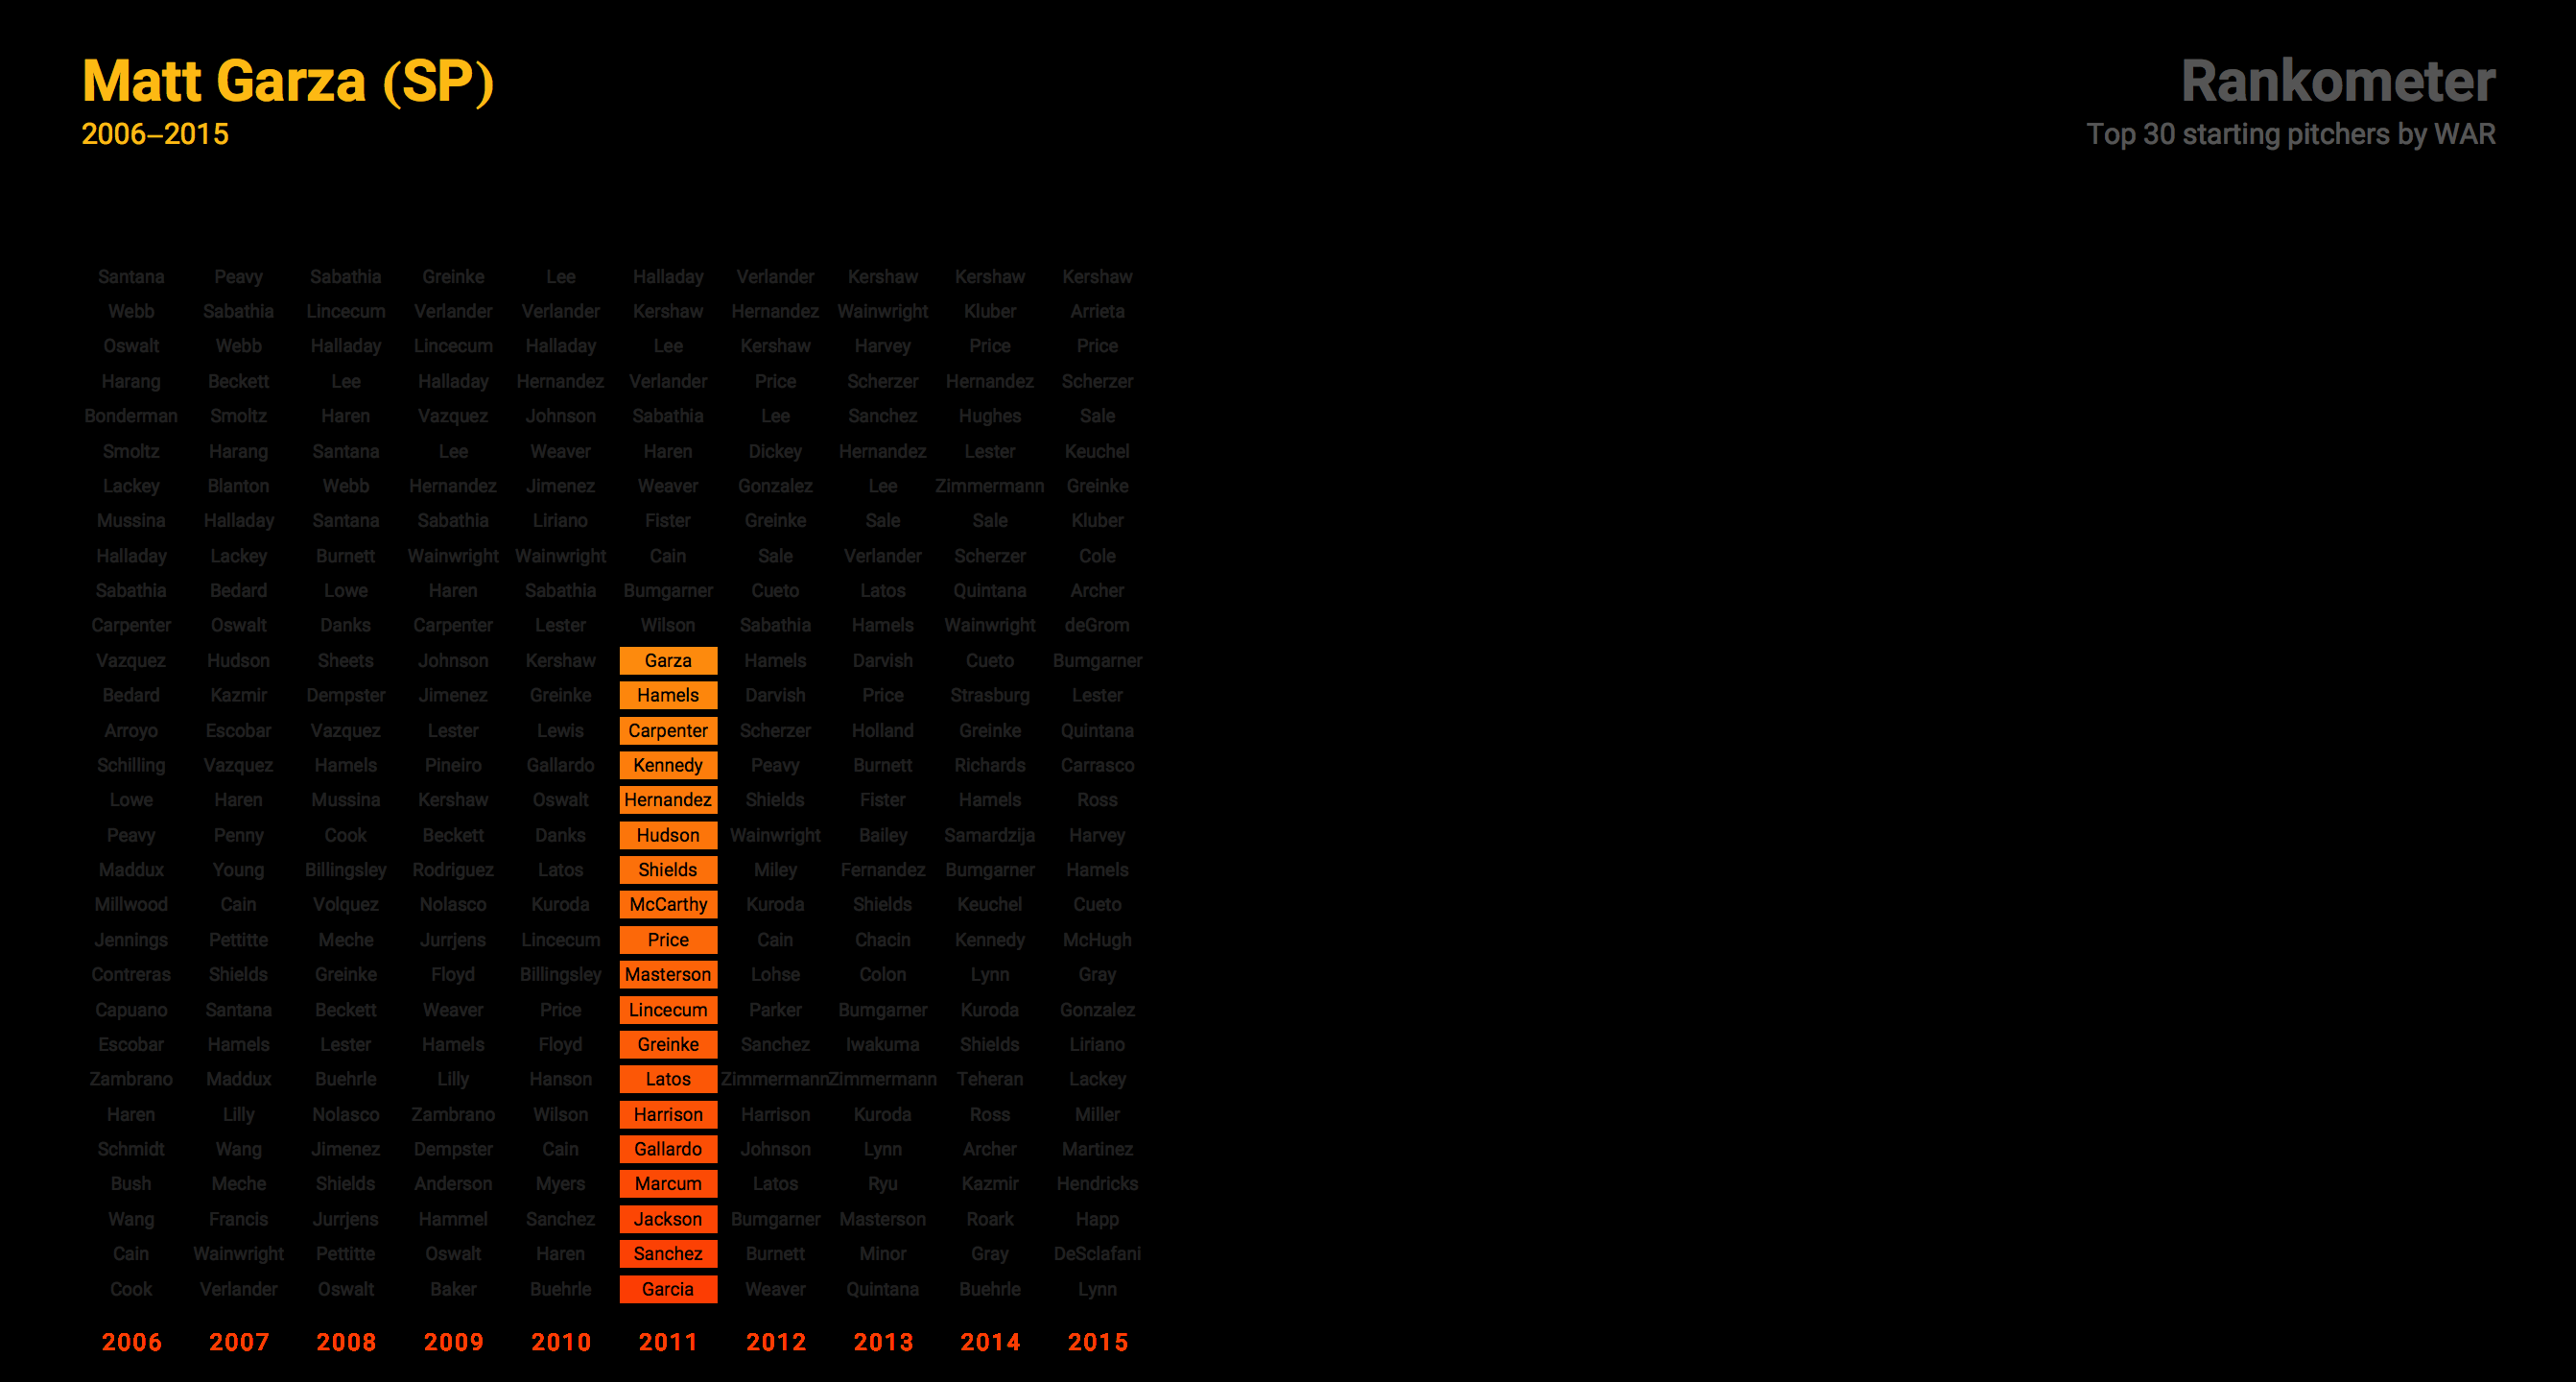 Matt Garza (SP)
2006–2015
Rankometer
Top 30 starting pitchers by WAR
Santana Peavy Sabathia Greinke Lee Halladay Verlander Kershaw Kershaw Kershaw
Webb Sabathia Lincecum Verlander Verlander Kershaw Hernandez Wainwright Kluber Arrieta
Oswalt Webb Halladay Lincecum Halladay Lee Kershaw Harvey Price Price
Harang Beckett Lee Halladay Hernandez Verlander Price Scherzer Hernandez Scherzer
Bonderman Smoltz Haren Vazquez Johnson Sabathia Lee Sanchez Hughes Sale
Smoltz Harang Santana Lee Weaver Haren Dickey Hernandez Lester Keuchel
Lackey Blanton Webb Hernandez Jimenez Weaver Gonzalez Lee Zimmermann Greinke
Mussina Halladay Santana Sabathia Liriano Fister Greinke Sale Sale Kluber
Halladay Lackey Burnett Wainwright Wainwright Cain Sale Verlander Scherzer Cole
Sabathia Bedard Lowe Haren Sabathia Bumgarner Cueto Latos Quintana Archer
Carpenter Oswalt Danks Carpenter Lester Wilson Sabathia Hamels Wainwright deGrom
Vazquez Hudson Sheets Johnson Kershaw Garza Hamels Darvish Cueto Bumgarner
Bedard Kazmir Dempster Jimenez Greinke Hamels Darvish Price Strasburg Lester
Arroyo Escobar Vazquez Lester Lewis Carpenter Scherzer Holland Greinke Quintana
Schilling Vazquez Hamels Pineiro Gallardo Kennedy Peavy Burnett Richards Carrasco
Lowe Haren Mussina Kershaw Oswalt Hernandez Shields Fister Hamels Ross
Peavy Penny Cook Beckett Danks Hudson Wainwright Bailey Samardzija Harvey
Maddux Young Billingsley Rodriguez Latos Shields Miley Fernandez Bumgarner Hamels
Millwood Cain Volquez Nolasco Kuroda McCarthy Kuroda Shields Keuchel Cueto
Jennings Pettitte Meche Jurrjens Lincecum Price Cain Chacin Kennedy McHugh
Contreras Shields Greinke Floyd Billingsley Masterson Lohse Colon Lynn Gray
Capuano Santana Beckett Weaver Price Lincecum Parker Bumgarner Kuroda Gonzalez
Escobar Hamels Lester Hamels Floyd Greinke Sanchez Iwakuma Shields Liriano
Zambrano Maddux Buehrle Lilly Hanson Latos Zimmermann Zimmermann Teheran Lackey
Haren Lilly Nolasco Zambrano Wilson Harrison Harrison Kuroda Ross Miller
Schmidt Wang Jimenez Dempster Cain Gallardo Johnson Lynn Archer Martinez
Bush Meche Shields Anderson Myers Marcum Latos Ryu Kazmir Hendricks
Wang Francis Jurrjens Hammel Sanchez Jackson Bumgarner Masterson Roark Happ
Cain Wainwright Pettitte Oswalt Haren Sanchez Burnett Minor Gray DeSclafani
Cook Verlander Oswalt Baker Buehrle Garcia Weaver Quintana Buehrle Lynn
2006 2007 2008 2009 2010 2011 2012 2013 2014 2015